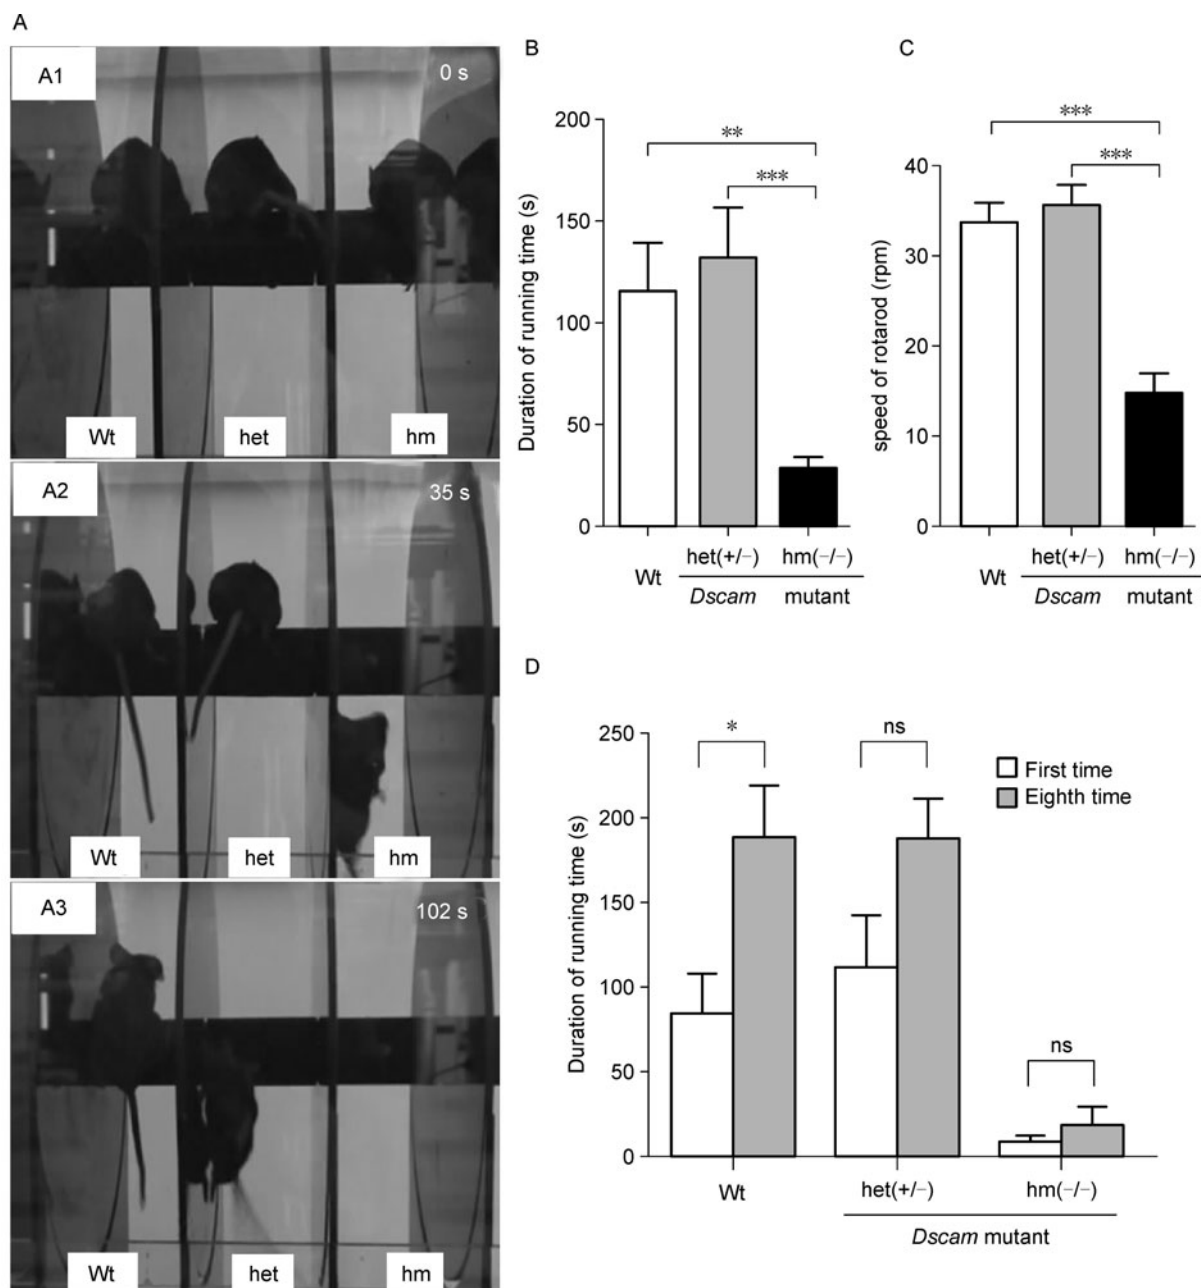 A
A1
0 s
Wt
het
hm
A2
35 s
Wt
het
hm
A3
102 s
Wt
het
hm
B
Duration of running time (s)
200
150
100
50
0
**
***
Wt
het(+/−)
hm(−/−)
Dscam
mutant
C
speed of rotarod (rpm)
40
30
20
10
0
***
***
Wt
het(+/−)
hm(−/−)
Dscam
mutant
D
Duration of running time (s)
250
200
150
100
50
0
*
ns
ns
First time
Eighth time
Wt
het(+/−)
hm(−/−)
Dscam mutant